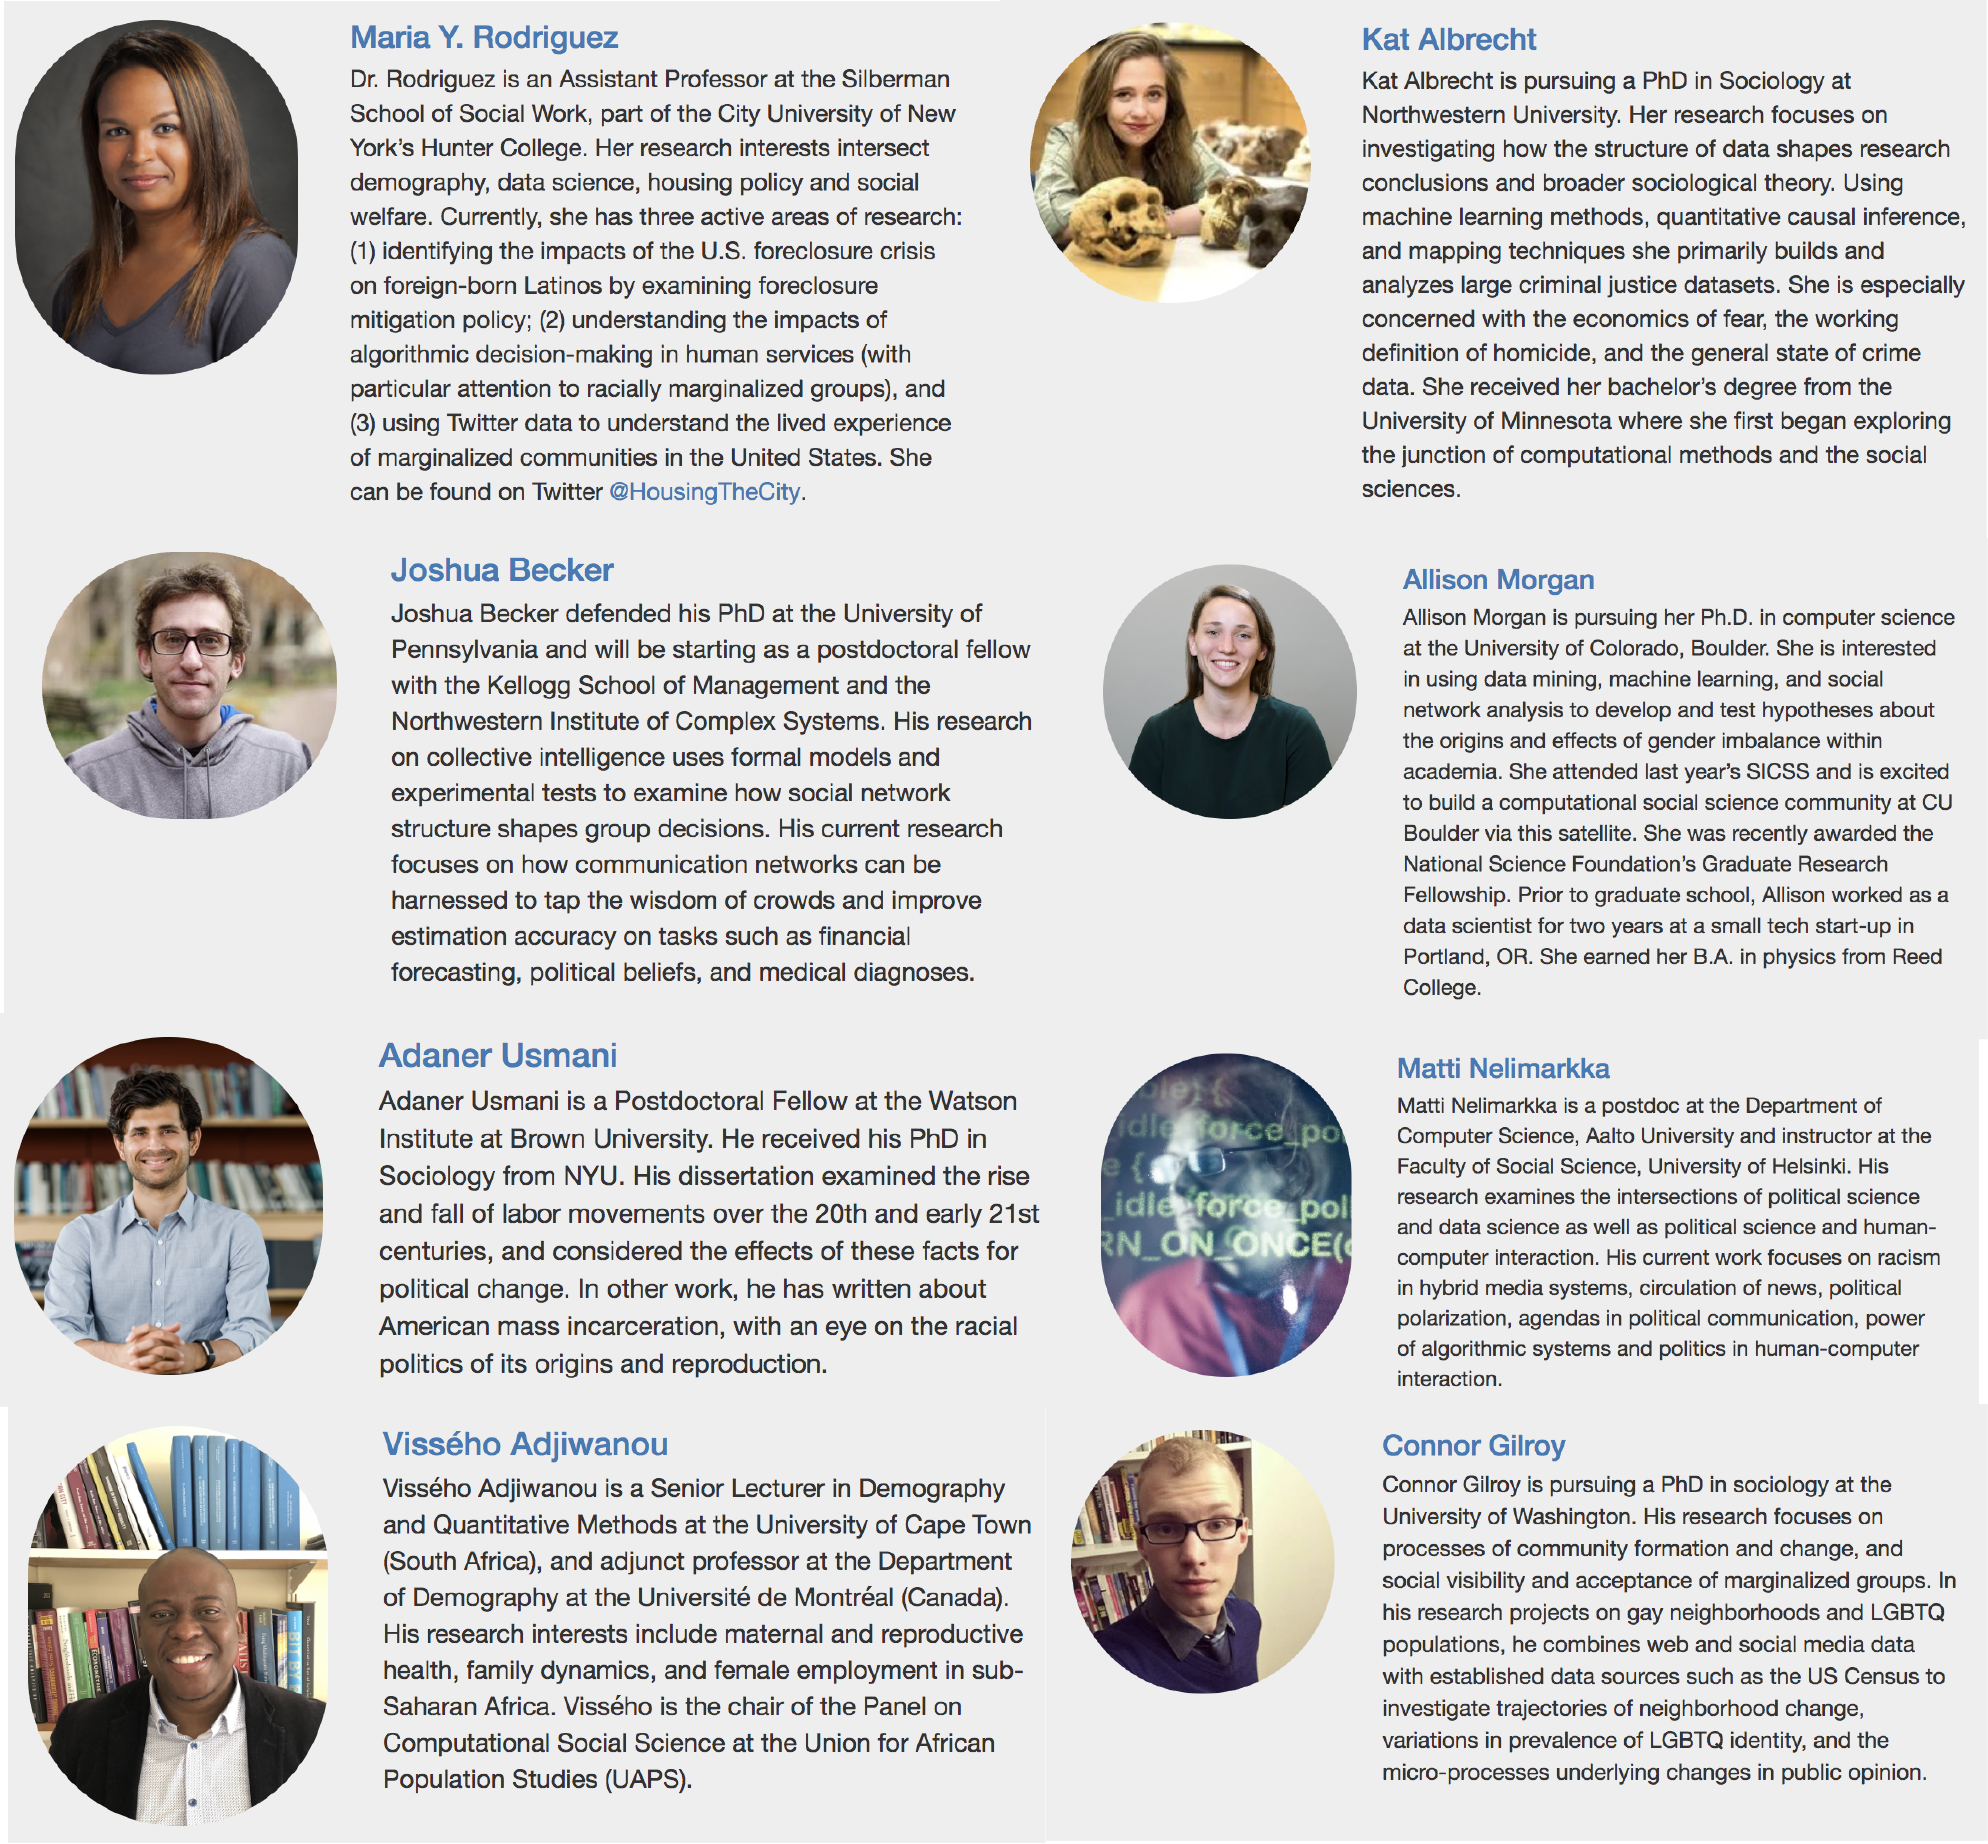 Maria Y. Rodriguez
Dr. Rodriguez is an Assistant Professor at the Silberman
School of Social Work, part of the City University of New
York’s Hunter College. Her research interests intersect
demography, data science, housing policy and social
welfare. Currently, she has three active areas of research:
(1) identifying the impacts of the U.S. foreclosure crisis
on foreign-born Latinos by examining foreclosure
mitigation policy; (2) understanding the impacts of
algorithmic decision-making in human services (with
particular attention to racially marginalized groups), and
(3) using Twitter data to understand the lived experience
of marginalized communities in the United States. She
can be found on Twitter @HousingTheCity.
Kat Albrecht
Kat Albrecht is pursuing a PhD in Sociology at
Northwestern University. Her research focuses on
investigating how the structure of data shapes research
conclusions and broader sociological theory. Using
machine learning methods, quantitative causal inference,
and mapping techniques she primarily builds and
analyzes large criminal justice datasets. She is especially
concerned with the economics of fear, the working
definition of homicide, and the general state of crime
data. She received her bachelor’s degree from the
University of Minnesota where she first began exploring
the junction of computational methods and the social
sciences.
Joshua Becker
Joshua Becker defended his PhD at the University of
Pennsylvania and will be starting as a postdoctoral fellow
with the Kellogg School of Management and the
Northwestern Institute of Complex Systems. His research
on collective intelligence uses formal models and
experimental tests to examine how social network
structure shapes group decisions. His current research
focuses on how communication networks can be
harnessed to tap the wisdom of crowds and improve
estimation accuracy on tasks such as financial
forecasting, political beliefs, and medical diagnoses.
Allison Morgan
Allison Morgan is pursuing her Ph.D. in computer science
at the University of Colorado, Boulder. She is interested
in using data mining, machine learning, and social
network analysis to develop and test hypotheses about
the origins and effects of gender imbalance within
academia. She attended last year’s SICSS and is excited
to build a computational social science community at CU
Boulder via this satellite. She was recently awarded the
National Science Foundation’s Graduate Research
Fellowship. Prior to graduate school, Allison worked as a
data scientist for two years at a small tech start-up in
Portland, OR. She earned her B.A. in physics from Reed
College.
Adaner Usmani
Adaner Usmani is a Postdoctoral Fellow at the Watson
Institute at Brown University. He received his PhD in
Sociology from NYU. His dissertation examined the rise
and fall of labor movements over the 20th and early 21st
centuries, and considered the effects of these facts for
political change. In other work, he has written about
American mass incarceration, with an eye on the racial
politics of its origins and reproduction.
idle force_po
_idle force_pol
RN_ON_ONCE(
Matti Nelimarkka
Matti Nelimarkka is a postdoc at the Department of
Computer Science, Aalto University and instructor at the
Faculty of Social Science, University of Helsinki. His
research examines the intersections of political science
and data science as well as political science and human-
computer interaction. His current work focuses on racism
in hybrid media systems, circulation of news, political
polarization, agendas in political communication, power
of algorithmic systems and politics in human-computer
interaction.
Vissého Adjiwanou
Vissého Adjiwanou is a Senior Lecturer in Demography
and Quantitative Methods at the University of Cape Town
(South Africa), and adjunct professor at the Department
of Demography at the Université de Montréal (Canada).
His research interests include maternal and reproductive
health, family dynamics, and female employment in sub-
Saharan Africa. Vissého is the chair of the Panel on
Computational Social Science at the Union for African
Population Studies (UAPS).
Connor Gilroy
Connor Gilroy is pursuing a PhD in sociology at the
University of Washington. His research focuses on
processes of community formation and change, and
social visibility and acceptance of marginalized groups. In
his research projects on gay neighborhoods and LGBTQ
populations, he combines web and social media data
with established data sources such as the US Census to
investigate trajectories of neighborhood change,
variations in prevalence of LGBTQ identity, and the
micro-processes underlying changes in public opinion.